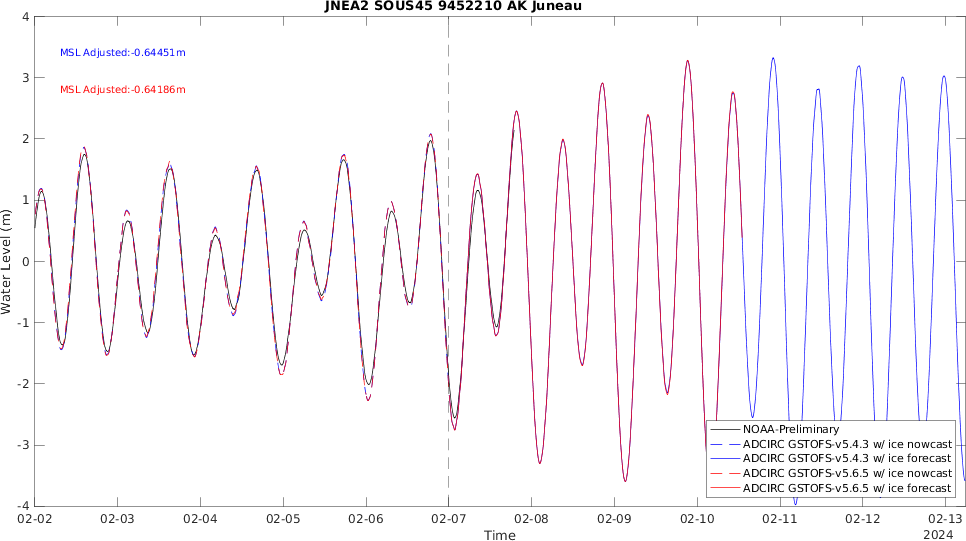 JNEA2 SOUS45 9452210 AK Juneau
MSL Adjusted:-0.64451m
MSL Adjusted:-0.64186m
Water Level (m)
4
3
2
1
0
-1
-2
-3
-4
NOAA-Preliminary
ADCIRC GSTOFS-v5.4.3 w/ ice nowcast
ADCIRC GSTOFS-v5.4.3 w/ ice forecast
ADCIRC GSTOFS-v5.6.5 w/ ice nowcast
ADCIRC GSTOFS-v5.6.5 w/ ice forecast
02-02 02-03 02-04 02-05 02-06 02-07 02-08 02-09 02-10 02-11 02-12 02-13
Time
2024